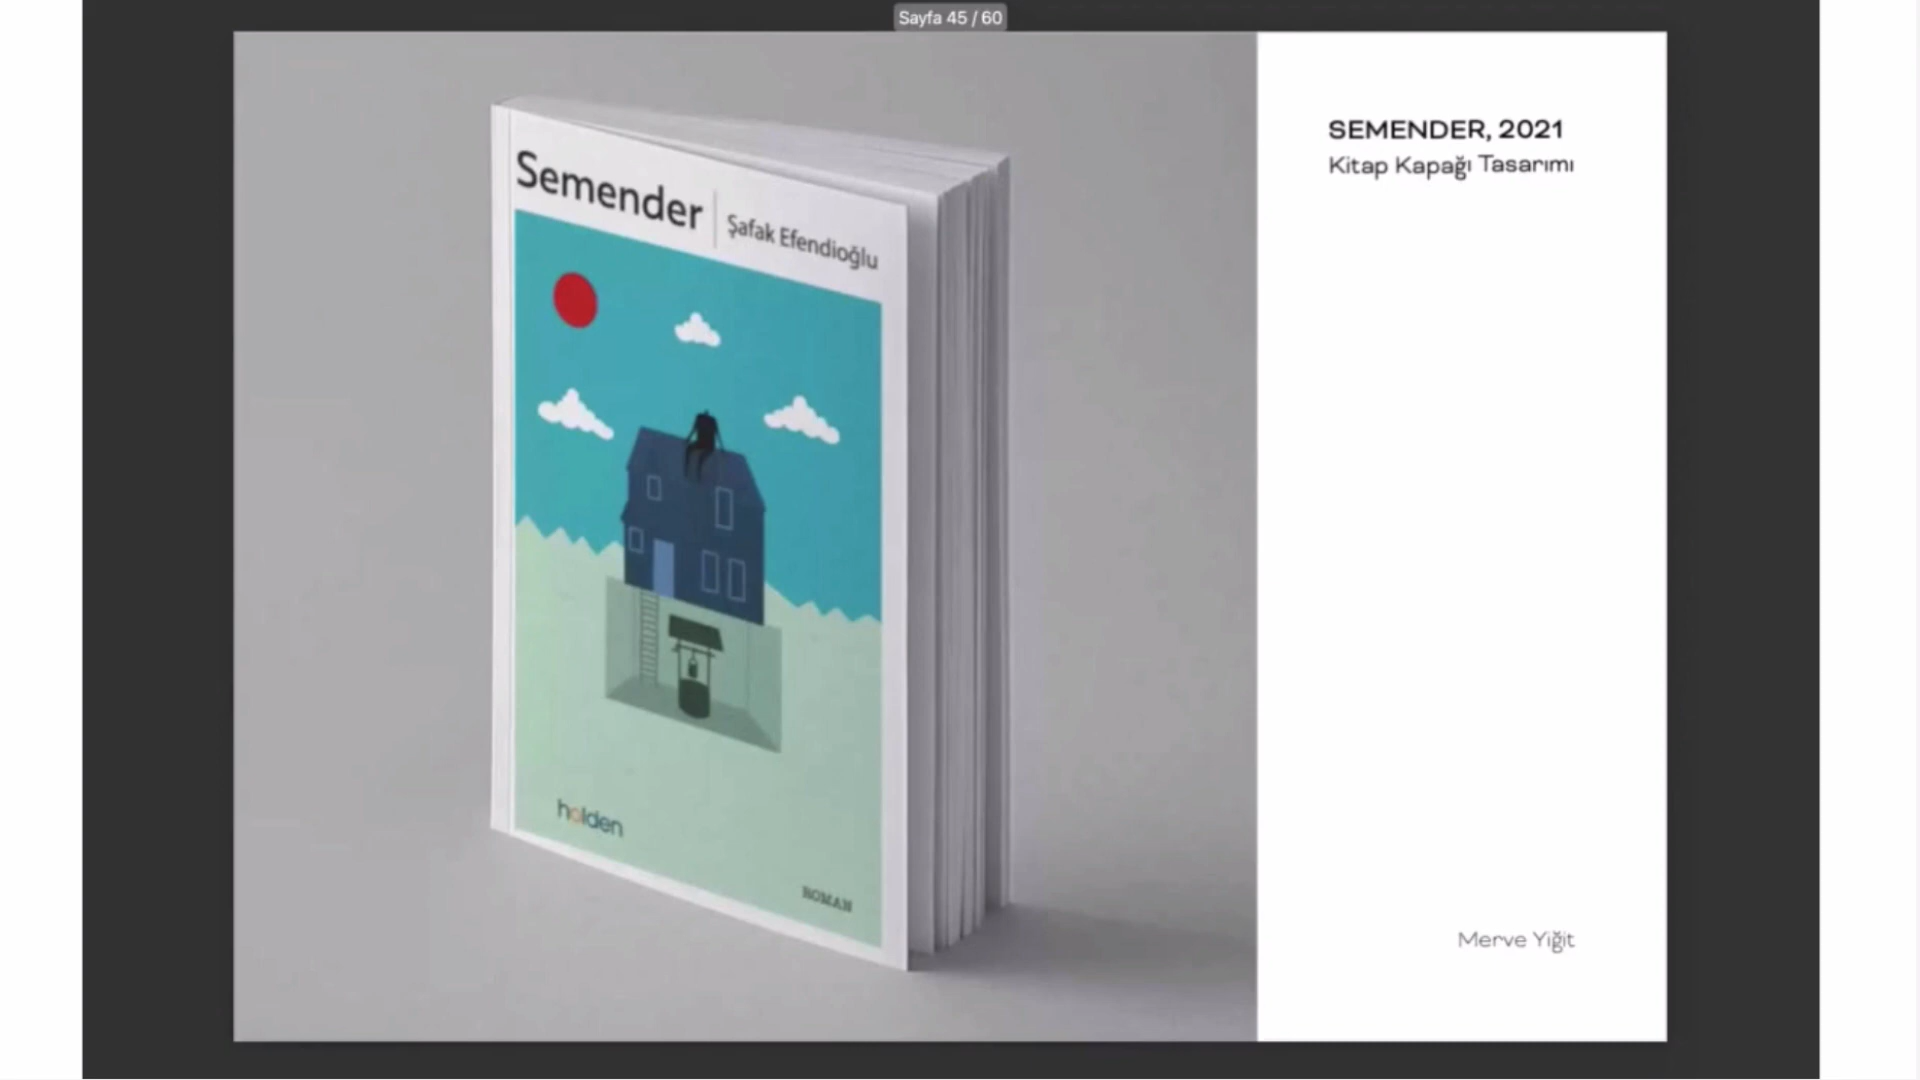 Sayfa 45 / 60
Semender
Şafak Efendioğlu
holden
ROMAN
SEMENDER, 2021
Kitap Kapağı Tasarımı
Merve Yiğit